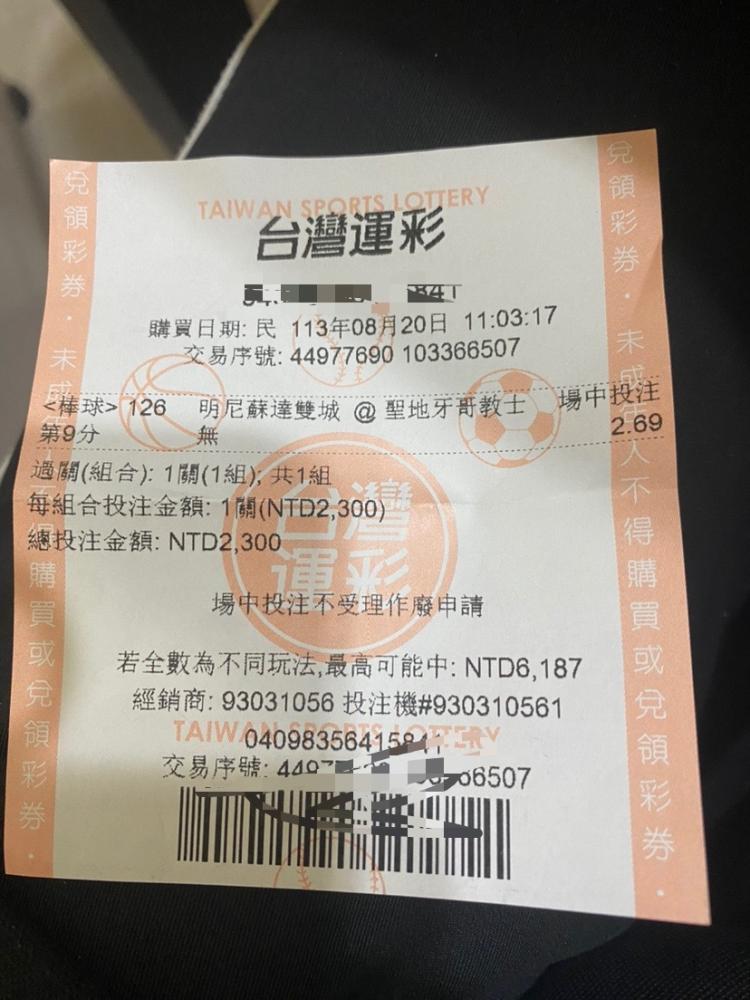 TAIWAN SPORTS LOTTERY
台灣運彩
購買日期: 民 113年08月20日 11:03:17
交易序號: 44977690 103366507
<棒球> 126 明尼蘇達雙城 @ 聖地牙哥教士 場中投注
第9分 無 2.69
過關(組合): 1關(1組); 共1組
每組合投注金額: 1關(NTD2,300)
總投注金額: NTD2,300
台灣運彩
場中投注不受理作廢申請
若全數為不同玩法,最高可能中: NTD6,187
經銷商: 93031056 投注機#930310561
TAIWAN SPORTS LOTTERY
交易序號: 6507
兌領彩券・未成年人不得購買或兌領彩券・
兌領彩券・未成年人不得購買或兌領彩券・